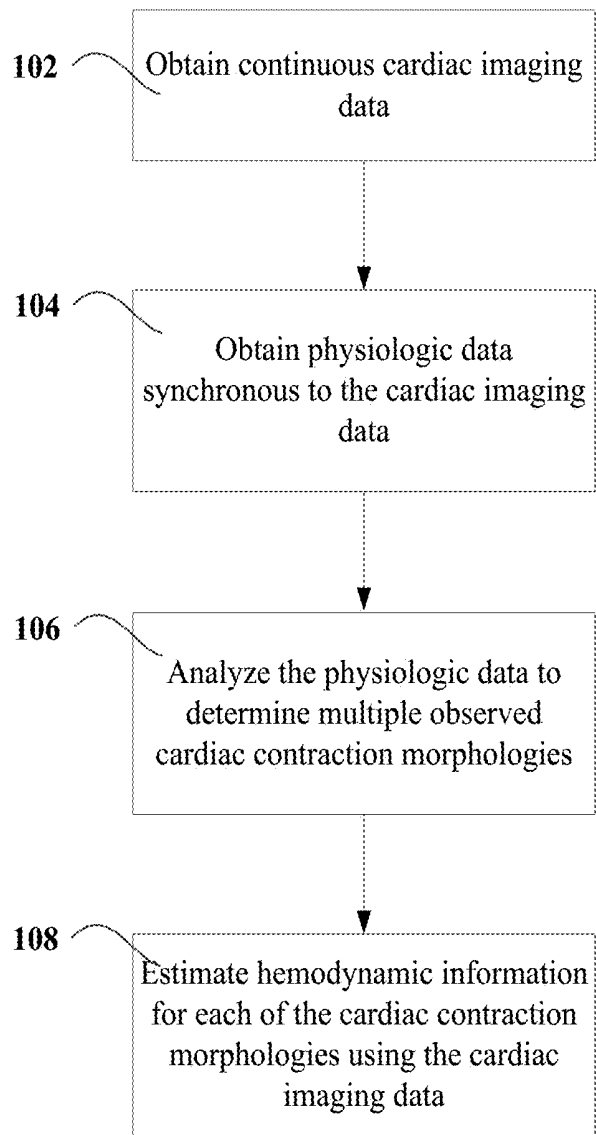 102
Obtain continuous cardiac imaging
data
104
Obtain physiologic data
synchronous to the cardiac imaging
data
106
Analyze the physiologic data to
determine multiple observed
cardiac contraction morphologies
108
Estimate hemodynamic information
for each of the cardiac contraction
morphologies using the cardiac
imaging data